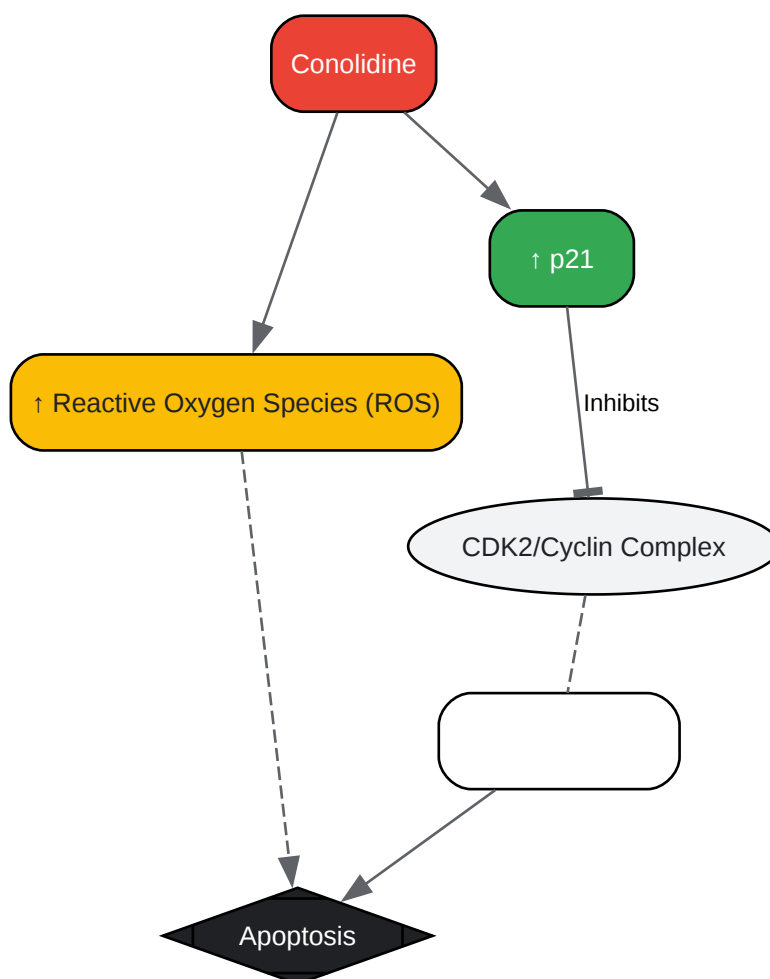 Conolidine
↑ p21
↑ Reactive Oxygen Species (ROS)
Inhibits
CDK2/Cyclin Complex
Apoptosis